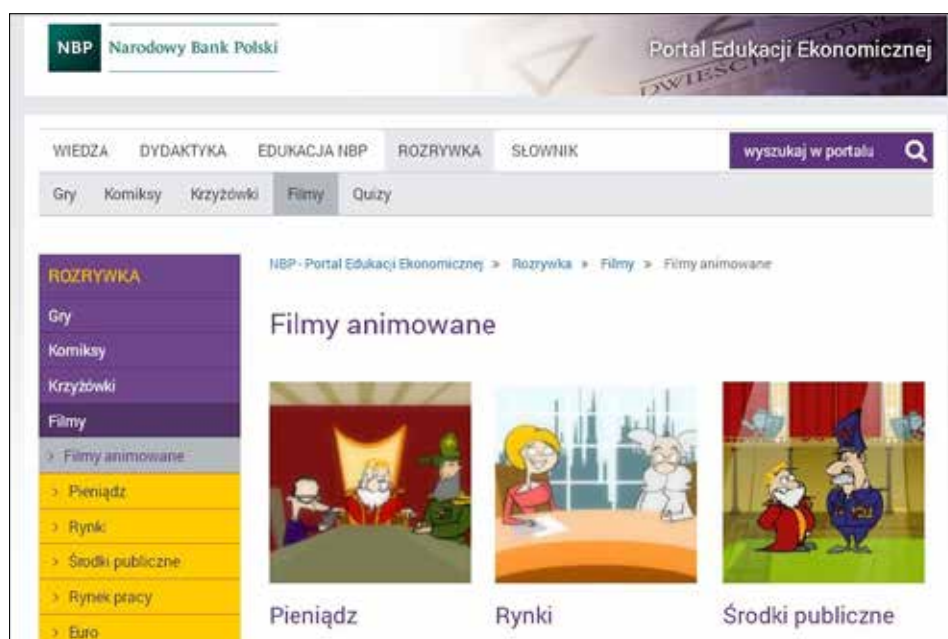 NBP Narodowy Bank Polski
Portal Edukacji Ekonomicznej
DWIEŚC
WIEDZA DYDAKTYKA EDUKACJA NBP ROZRYWKA SŁOWNIK wyszukaj w portalu
Gry Komiksy Krzyżówki Filmy Quizy
NBP - Portal Edukacji Ekonomicznej » Rozrywka » Filmy » Filmy animowane
ROZRYWKA
Gry
Komiksy
Krzyżówki
Filmy
> Filmy animowane
> Pieniądz
> Rynki
> Środki publiczne
> Rynek pracy
> Euro
Filmy animowane
Pieniądz Rynki Środki publiczne